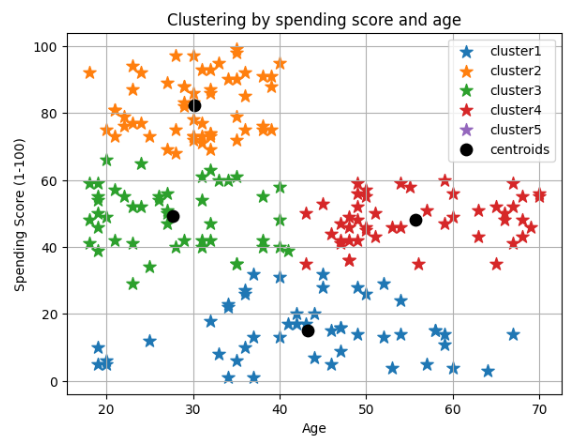 Clustering by spending score and age
100
80
60
40
20
0
Spending Score (1-100)
cluster1
cluster2
cluster3
cluster4
cluster5
centroids
20 30 40 50 60 70
Age